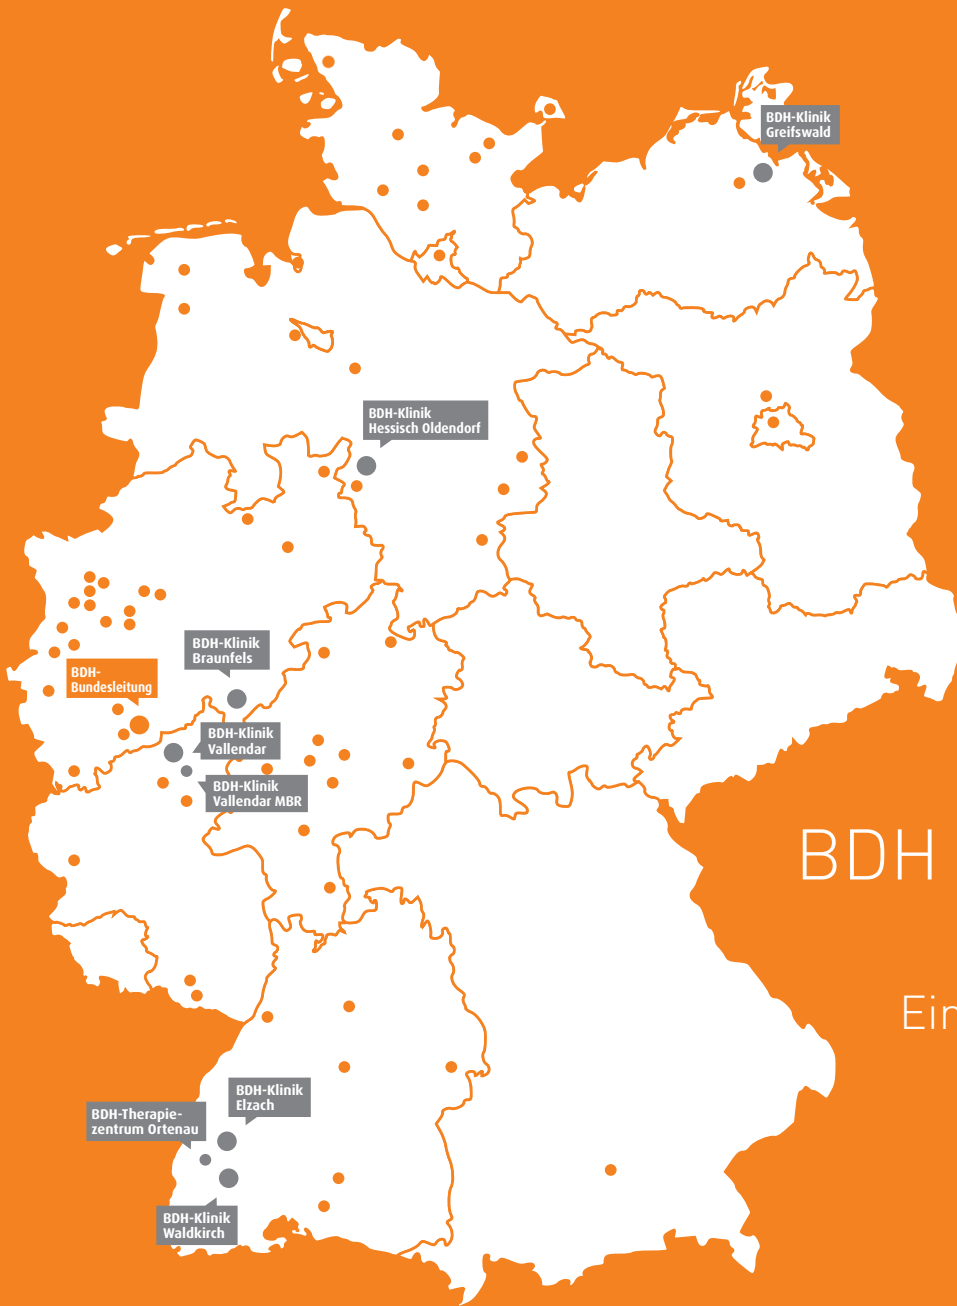 BDH-Klinik
Greifswald
BDH-Klinik
Hessisch Oldendorf
BDH-Klinik
Braunfels
BDH-
Bundesleitung
BDH-Klinik
Vallendar
BDH-Klinik
Vallendar MBR
BDH
BDH-Klinik
Elzach
BDH-Therapie-
zentrum Ortenau
BDH-Klinik
Waldkirch